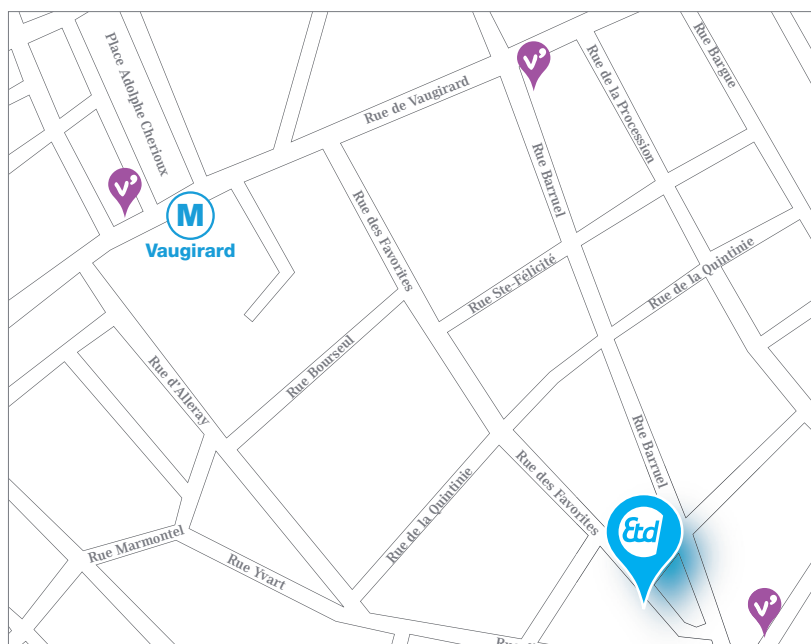 Place Adolphe Cherioux
v'
Rue de la Procession
Rue Bargue
Rue de Vaugirard
Rue Barruel
v'
M
Vaugirard
Rue des Favorites
Rue Ste-Félicité
Rue de la Quintinie
Rue Bourseul
Rue d'Alleray
Rue Barruel
Rue des Favorites
Rue de la Quintinie
Etd
Rue Marmontel
Rue Yvart
v'